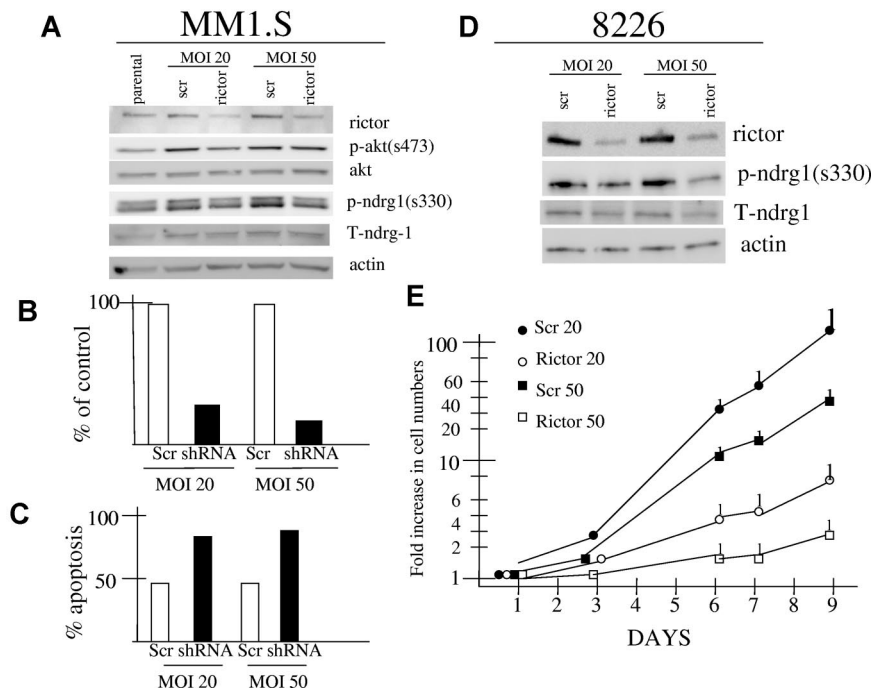 A
MM1.S
MOI 20
MOI 50
parental
scr
rictor
scr
rictor
rictor
p-akt(s473)
akt
p-ndrg1(s330)
T-ndrg-1
actin
D
8226
MOI 20
MOI 50
scr
rictor
scr
rictor
rictor
p-ndrg1(s330)
T-ndrg1
actin
B
% of control
100
Scr shRNA
Scr shRNA
MOI 20
MOI 50
C
% apoptosis
100
50
Scr shRNA
Scr shRNA
MOI 20
MOI 50
E
Fold increase in cell numbers
Scr 20
Rictor 20
Scr 50
Rictor 50
100
60
40
20
10
6
4
2
1
1 2 3 4 5 6 7 8 9
DAYS